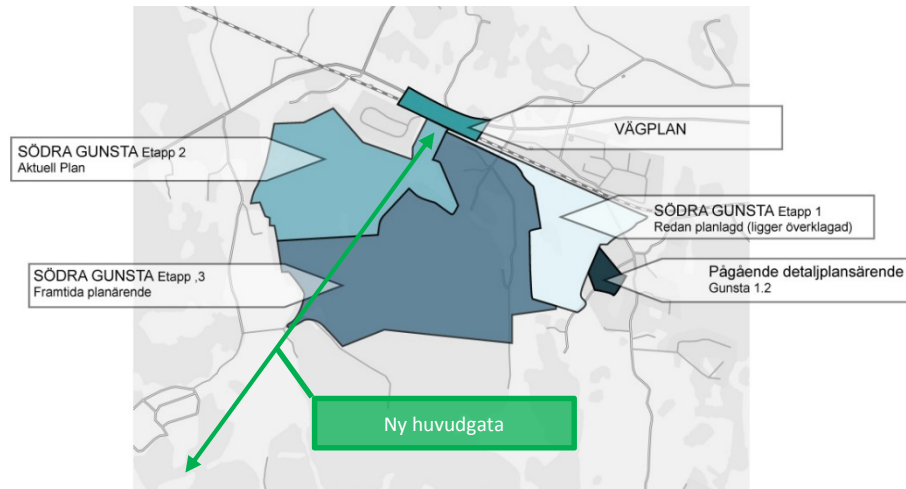 VÄGPLAN
SÖDRA GUNSTA Etapp 2
Aktuell Plan
SÖDRA GUNSTA Etapp 1
Redan planlagd (ligger överklagad)
SÖDRA GUNSTA Etapp ,3
Framtida planärende
Pågående detaljplansärende
Gunsta 1.2
Ny huvudgata